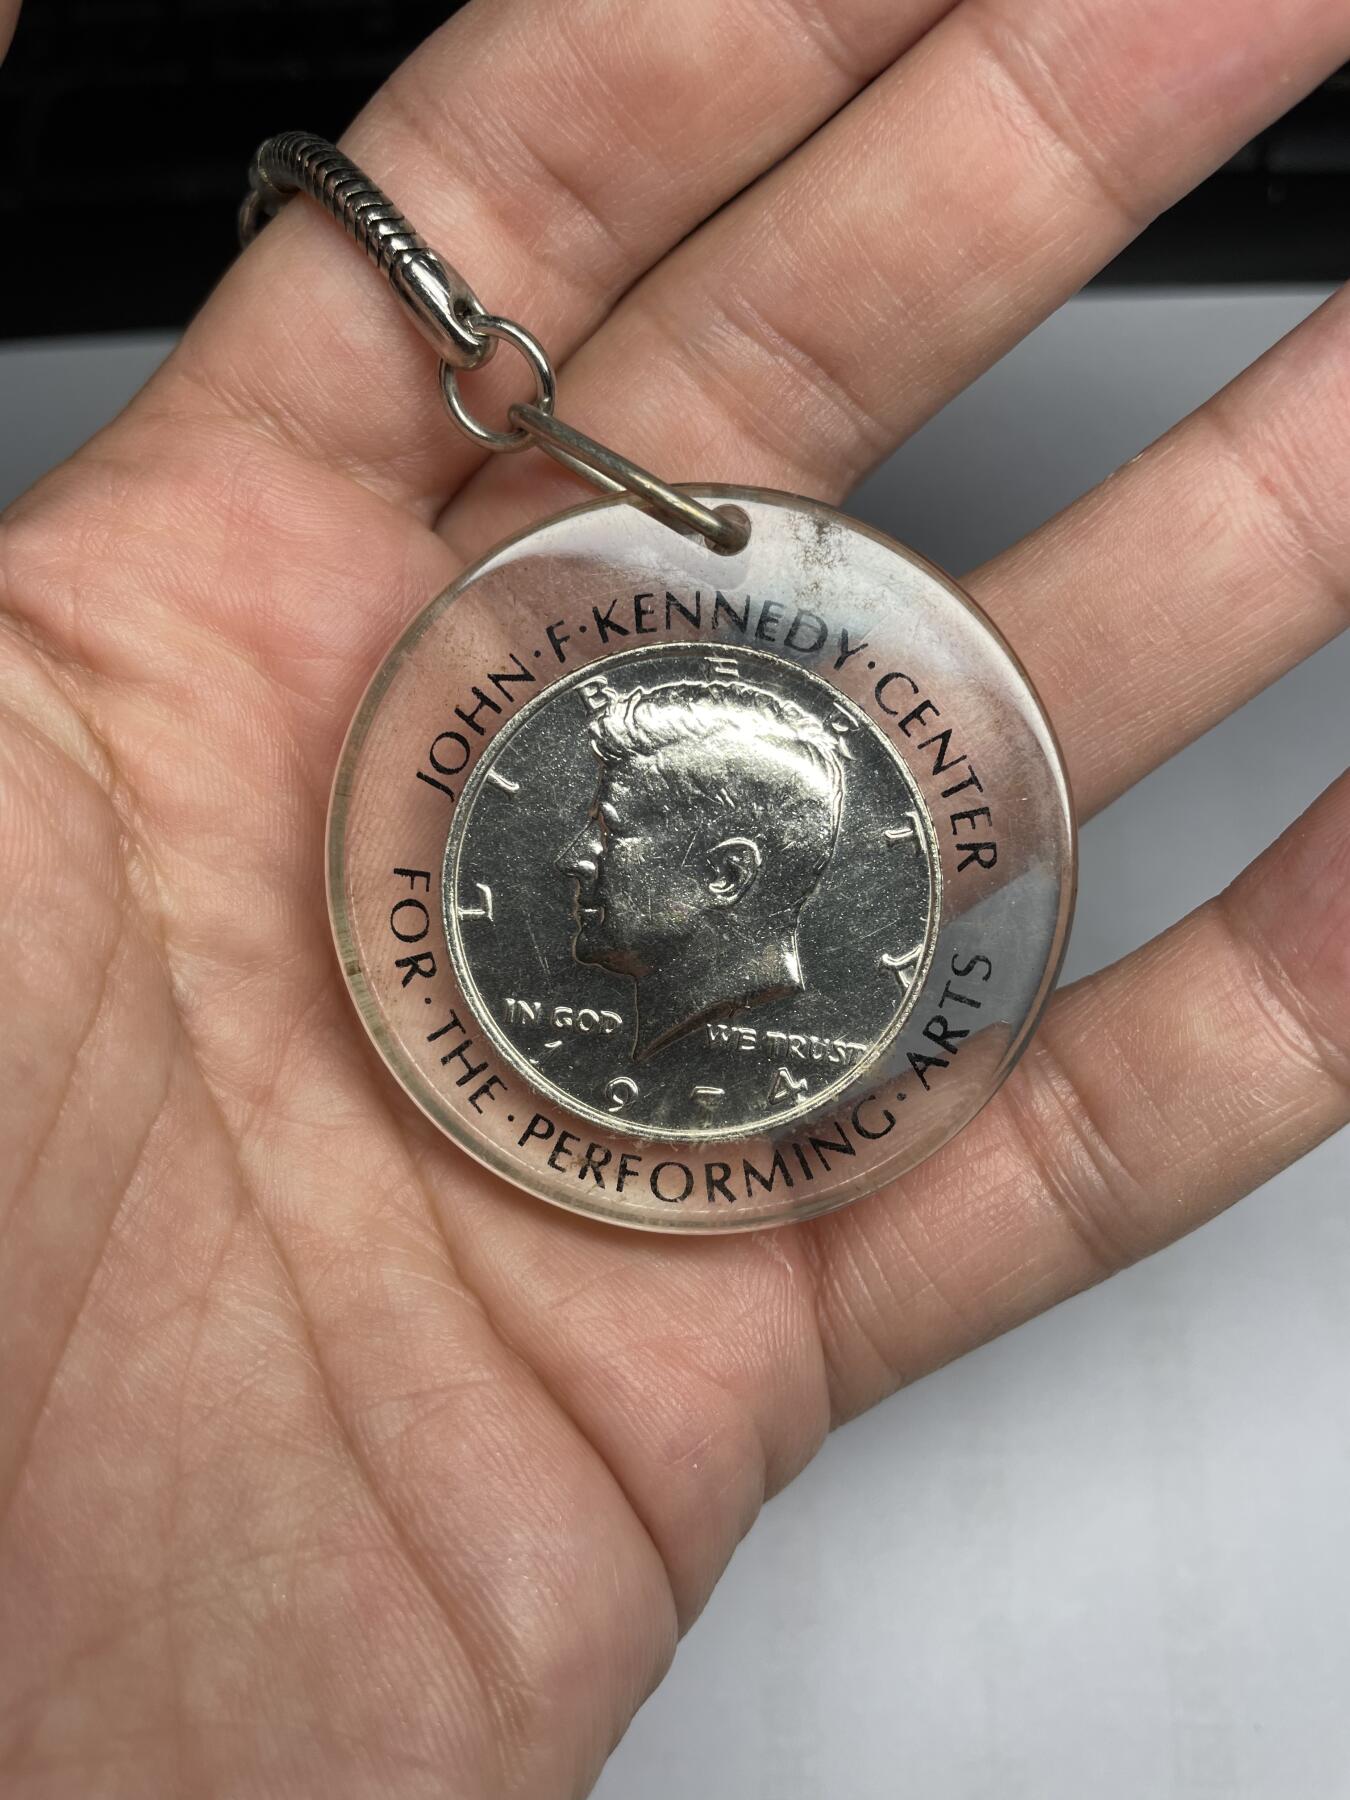 JOHN·F·KENNEDY·CENTER
FOR·THE·PERFORMING·ARTS
LIBERTY
IN GOD WE TRUST